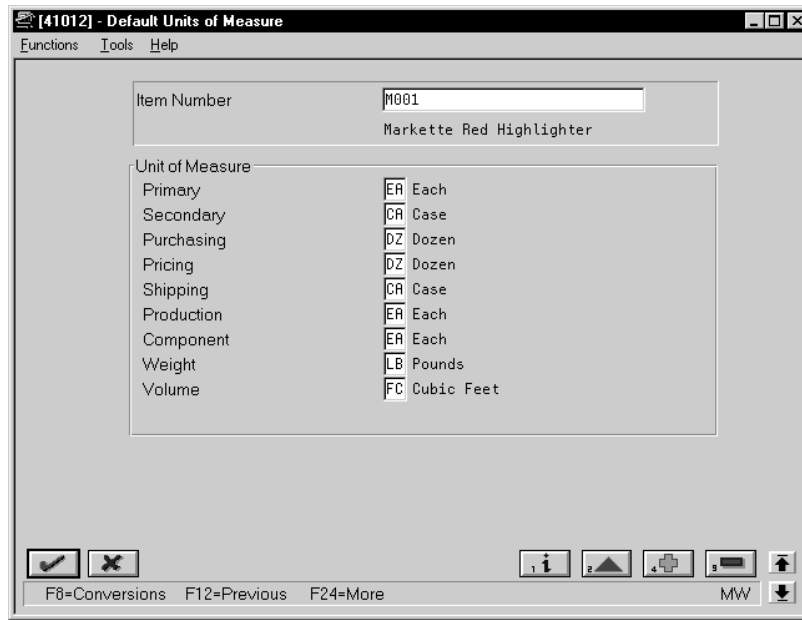 [41012] - Default Units of Measure
Functions Tools Help
Item Number M001
Markette Red Highlighter
Unit of Measure
Primary EA Each
Secondary CA Case
Purchasing DZ Dozen
Pricing DZ Dozen
Shipping CA Case
Production EA Each
Component EA Each
Weight LB Pounds
Volume FC Cubic Feet
1 i 2 4 9
F8=Conversions F12=Previous F24=More MW